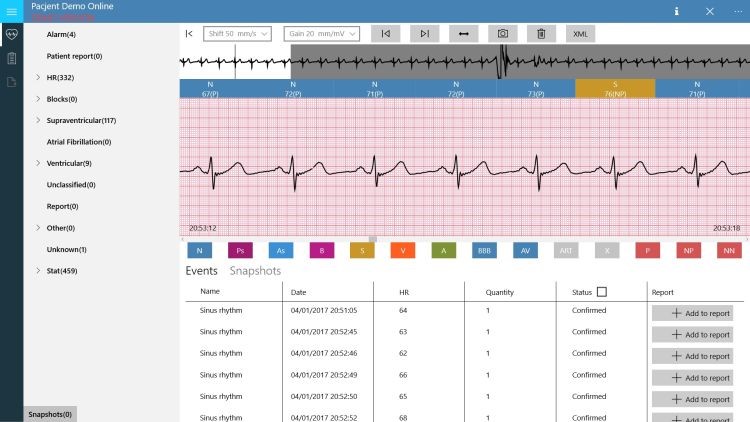 Pacjent Demo Online
Alarm(4)
Patient report(0)
HR(332)
Blocks(0)
Supraventricular(117)
Atrial Fibrillation(0)
Ventricular(9)
Unclassified(0)
Report(0)
Other(0)
Unknown(1)
Stat(459)
Snapshots(0)
Shift 50 mm/s
Gain 20 mm/mV
XML
N N N N N S N
67(P) 72(P) 71(P) 72(P) 73(P) 76(NP) 71(P)
20:53:12 20:53:18
N Ps As B S V A BBB AV ART X P NP NN
Events Snapshots
Name Date HR Quantity Status Report
Sinus rhythm 04/01/2017 20:51:05 64 1 Confirmed Add to report
Sinus rhythm 04/01/2017 20:52:45 63 1 Confirmed Add to report
Sinus rhythm 04/01/2017 20:52:46 62 1 Confirmed Add to report
Sinus rhythm 04/01/2017 20:52:49 66 1 Confirmed Add to report
Sinus rhythm 04/01/2017 20:52:50 65 1 Confirmed Add to report
Sinus rhythm 04/01/2017 20:52:52 68 1 Confirmed Add to report